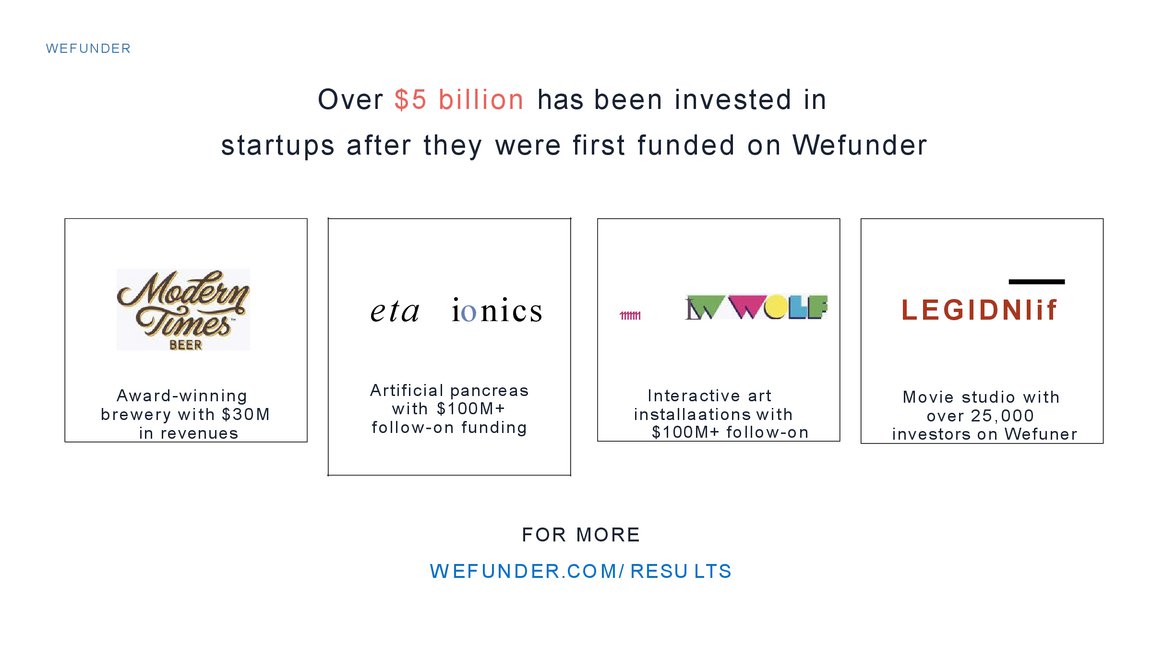 WEFUNDER
Over $5 billion has been invested in
startups after they were first funded on Wefunder
Modern
Times
BEER
Award-winning
brewery with $30M
in revenues
eta ionics
Artificial pancreas
with $100M+
follow-on funding
W WOLF
Interactive art
installaations with
$100M+ follow-on
LEGIDNlif
Movie studio with
over 25,000
investors on Wefuner
FOR MORE
WEFUNDER.COM/ RESU LTS